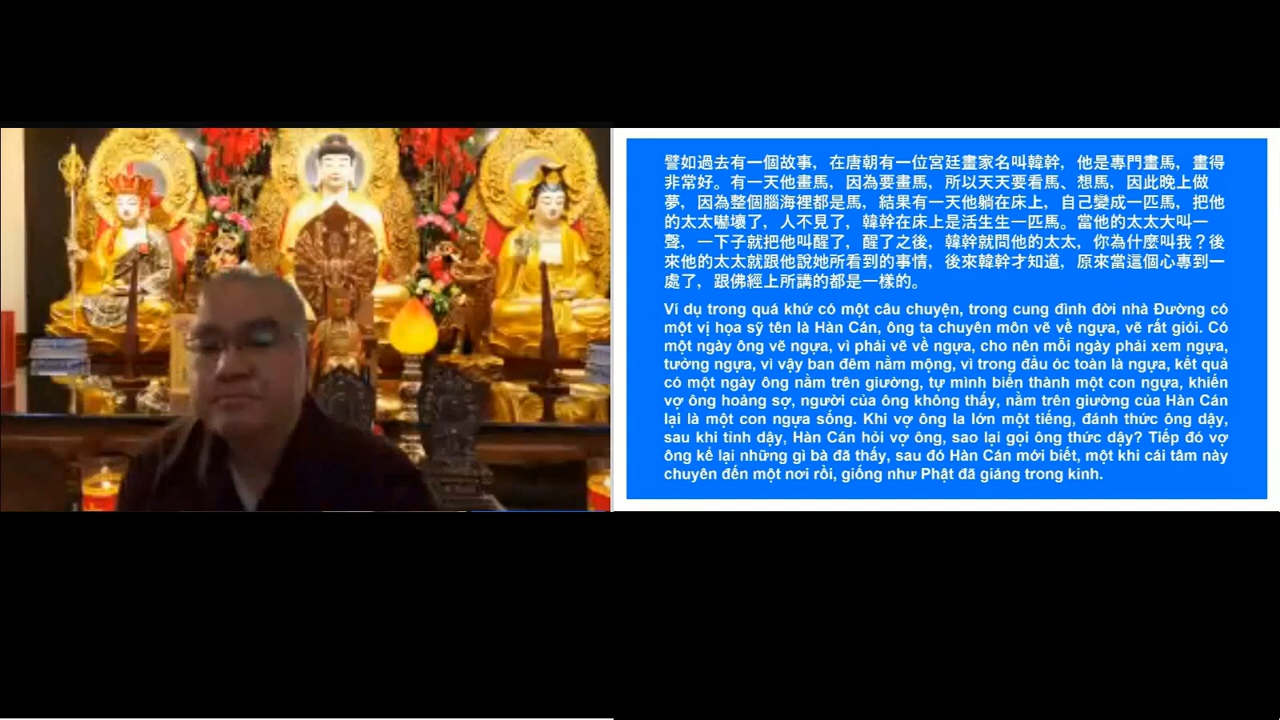 譬如過去有一個故事，在唐朝有一位宮廷畫家名叫韓幹，他是專門畫馬，畫得
非常好。有一天他畫馬，因為要畫馬，所以天天要看馬、想馬，因此晚上做
夢，因為整個腦海裡都是馬，結果有一天他躺在床上，自己變成一匹馬，把他
的太太嚇壞了，人不見了，韓幹在床上是活生生一匹馬。當他的太太大叫一
聲，一下子就把他叫醒了，醒了之後，韓幹就問他的太太，你為什麼叫我？後
來他的太太就跟他說她所看到的事情，後來韓幹才知道，原來當這個心專到一
處了，跟佛經上所講的都是一樣的。
Ví dụ trong quá khứ có một câu chuyện, trong cung đình đời nhà Đường có
một vị họa sỹ tên là Hàn Cán, ông ta chuyên môn vẽ về ngựa, vẽ rất giỏi. Có
một ngày ông vẽ ngựa, vì phải vẽ về ngựa, cho nên mỗi ngày phải xem ngựa,
tưởng ngựa, vì vậy ban đêm nằm mộng, vì trong đầu óc toàn là ngựa, kết quả
có một ngày ông nằm trên giường, tự mình biến thành một con ngựa, khiến
vợ ông hoảng sợ, người của ông không thấy, nằm trên giường của Hàn Cán
lại là một con ngựa sống. Khi vợ ông la lớn một tiếng, đánh thức ông dậy,
sau khi tỉnh dậy, Hàn Cán hỏi vợ ông, sao lại gọi ông thức dậy? Tiếp đó vợ
ông kể lại những gì bà đã thấy, sau đó Hàn Cán mới biết, một khi cái tâm này
chuyên đến một nơi rồi, giống như Phật đã giảng trong kinh.